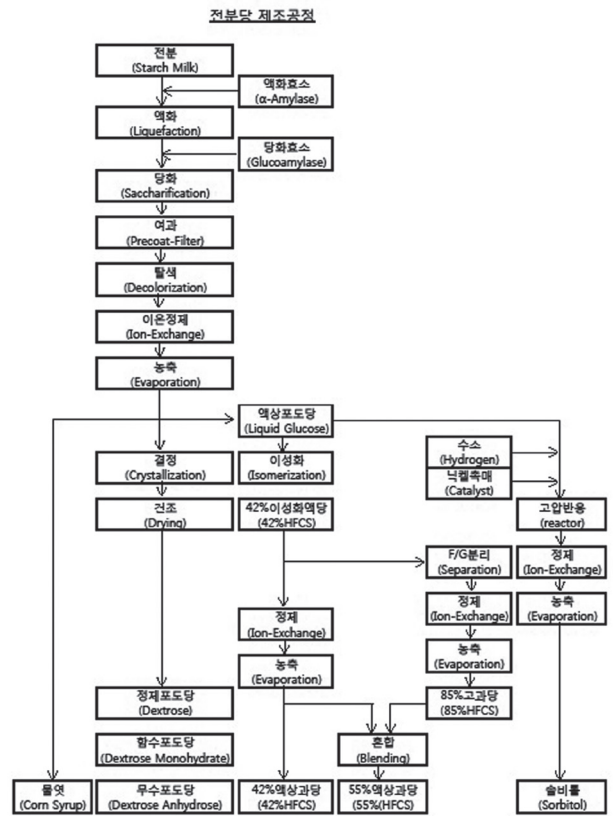 전분당 제조공정
전분
(Starch Milk)
액화효소
(α-Amylase)
액화
(Liquefaction)
당화효소
(Glucoamylase)
당화
(Saccharification)
여과
(Precoat-Filter)
탈색
(Decolorization)
이온정제
(Ion-Exchange)
농축
(Evaporation)
액상포도당
(Liquid Glucose)
수소
(Hydrogen)
결정
(Crystallization)
이성화
(Isomerization)
닉켈촉매
(Catalyst)
건조
(Drying)
42%이성화액당
(42%HFCS)
고압반응
(reactor)
F/G분리
(Separation)
정제
(Ion-Exchange)
정제
(Ion-Exchange)
정제
(Ion-Exchange)
농축
(Evaporation)
농축
(Evaporation)
농축
(Evaporation)
정제포도당
(Dextrose)
85%고과당
(85%HFCS)
함수포도당
(Dextrose Monohydrate)
혼합
(Blending)
물엿
(Corn Syrup)
무수포도당
(Dextrose Anhydrose)
42%액상과당
(42%HFCS)
55%액상과당
(55%(HFCS)
솔비톨
(Sorbitol)